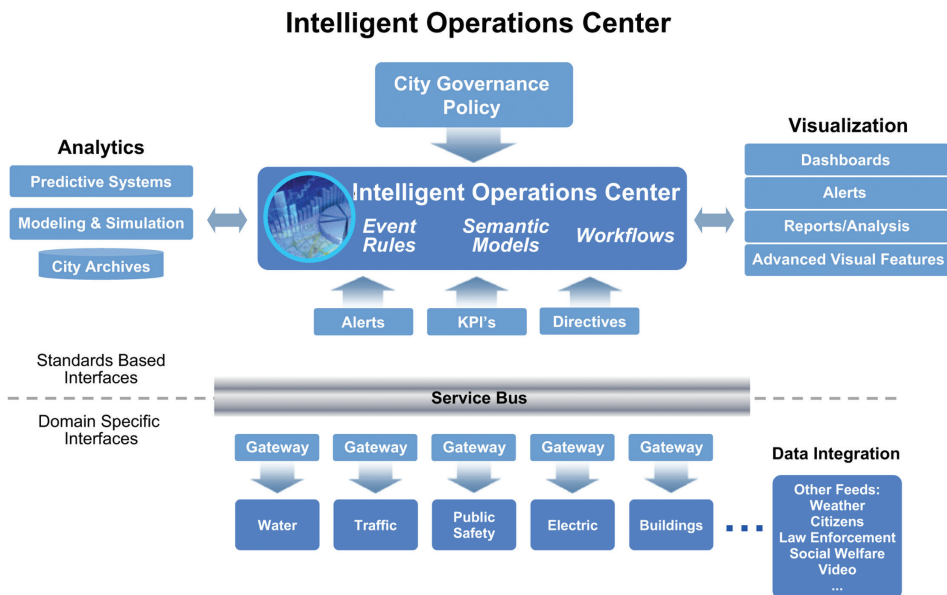 Intelligent Operations Center
City Governance
Policy
Analytics
Predictive Systems
Modeling & Simulation
City Archives
Intelligent Operations Center
Event
Rules
Semantic
Models
Workflows
Visualization
Dashboards
Alerts
Reports/Analysis
Advanced Visual Features
Alerts
KPI's
Directives
Standards Based
Interfaces
Service Bus
Domain Specific
Interfaces
Gateway
Gateway
Gateway
Gateway
Gateway
Water
Traffic
Public
Safety
Electric
Buildings
Data Integration
Other Feeds:
Weather
Citizens
Law Enforcement
Social Welfare
Video
...